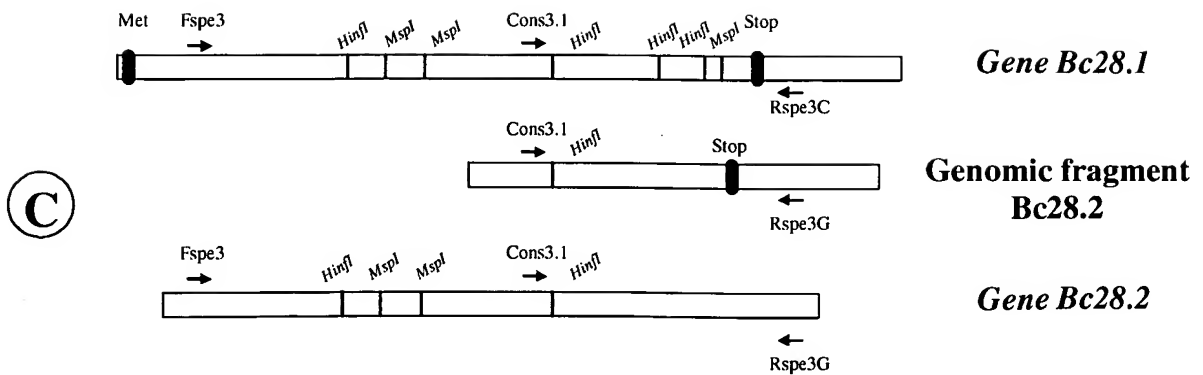 Met Fspe3 HinfI MspI MspI Cons3.1 HinfI HinfI HinfI MspI Stop
Gene Bc28.1
Rspe3C
Cons3.1 HinfI Stop
Genomic fragment
Bc28.2
Rspe3G
C
Fspe3 HinfI MspI MspI Cons3.1 HinfI
Gene Bc28.2
Rspe3G